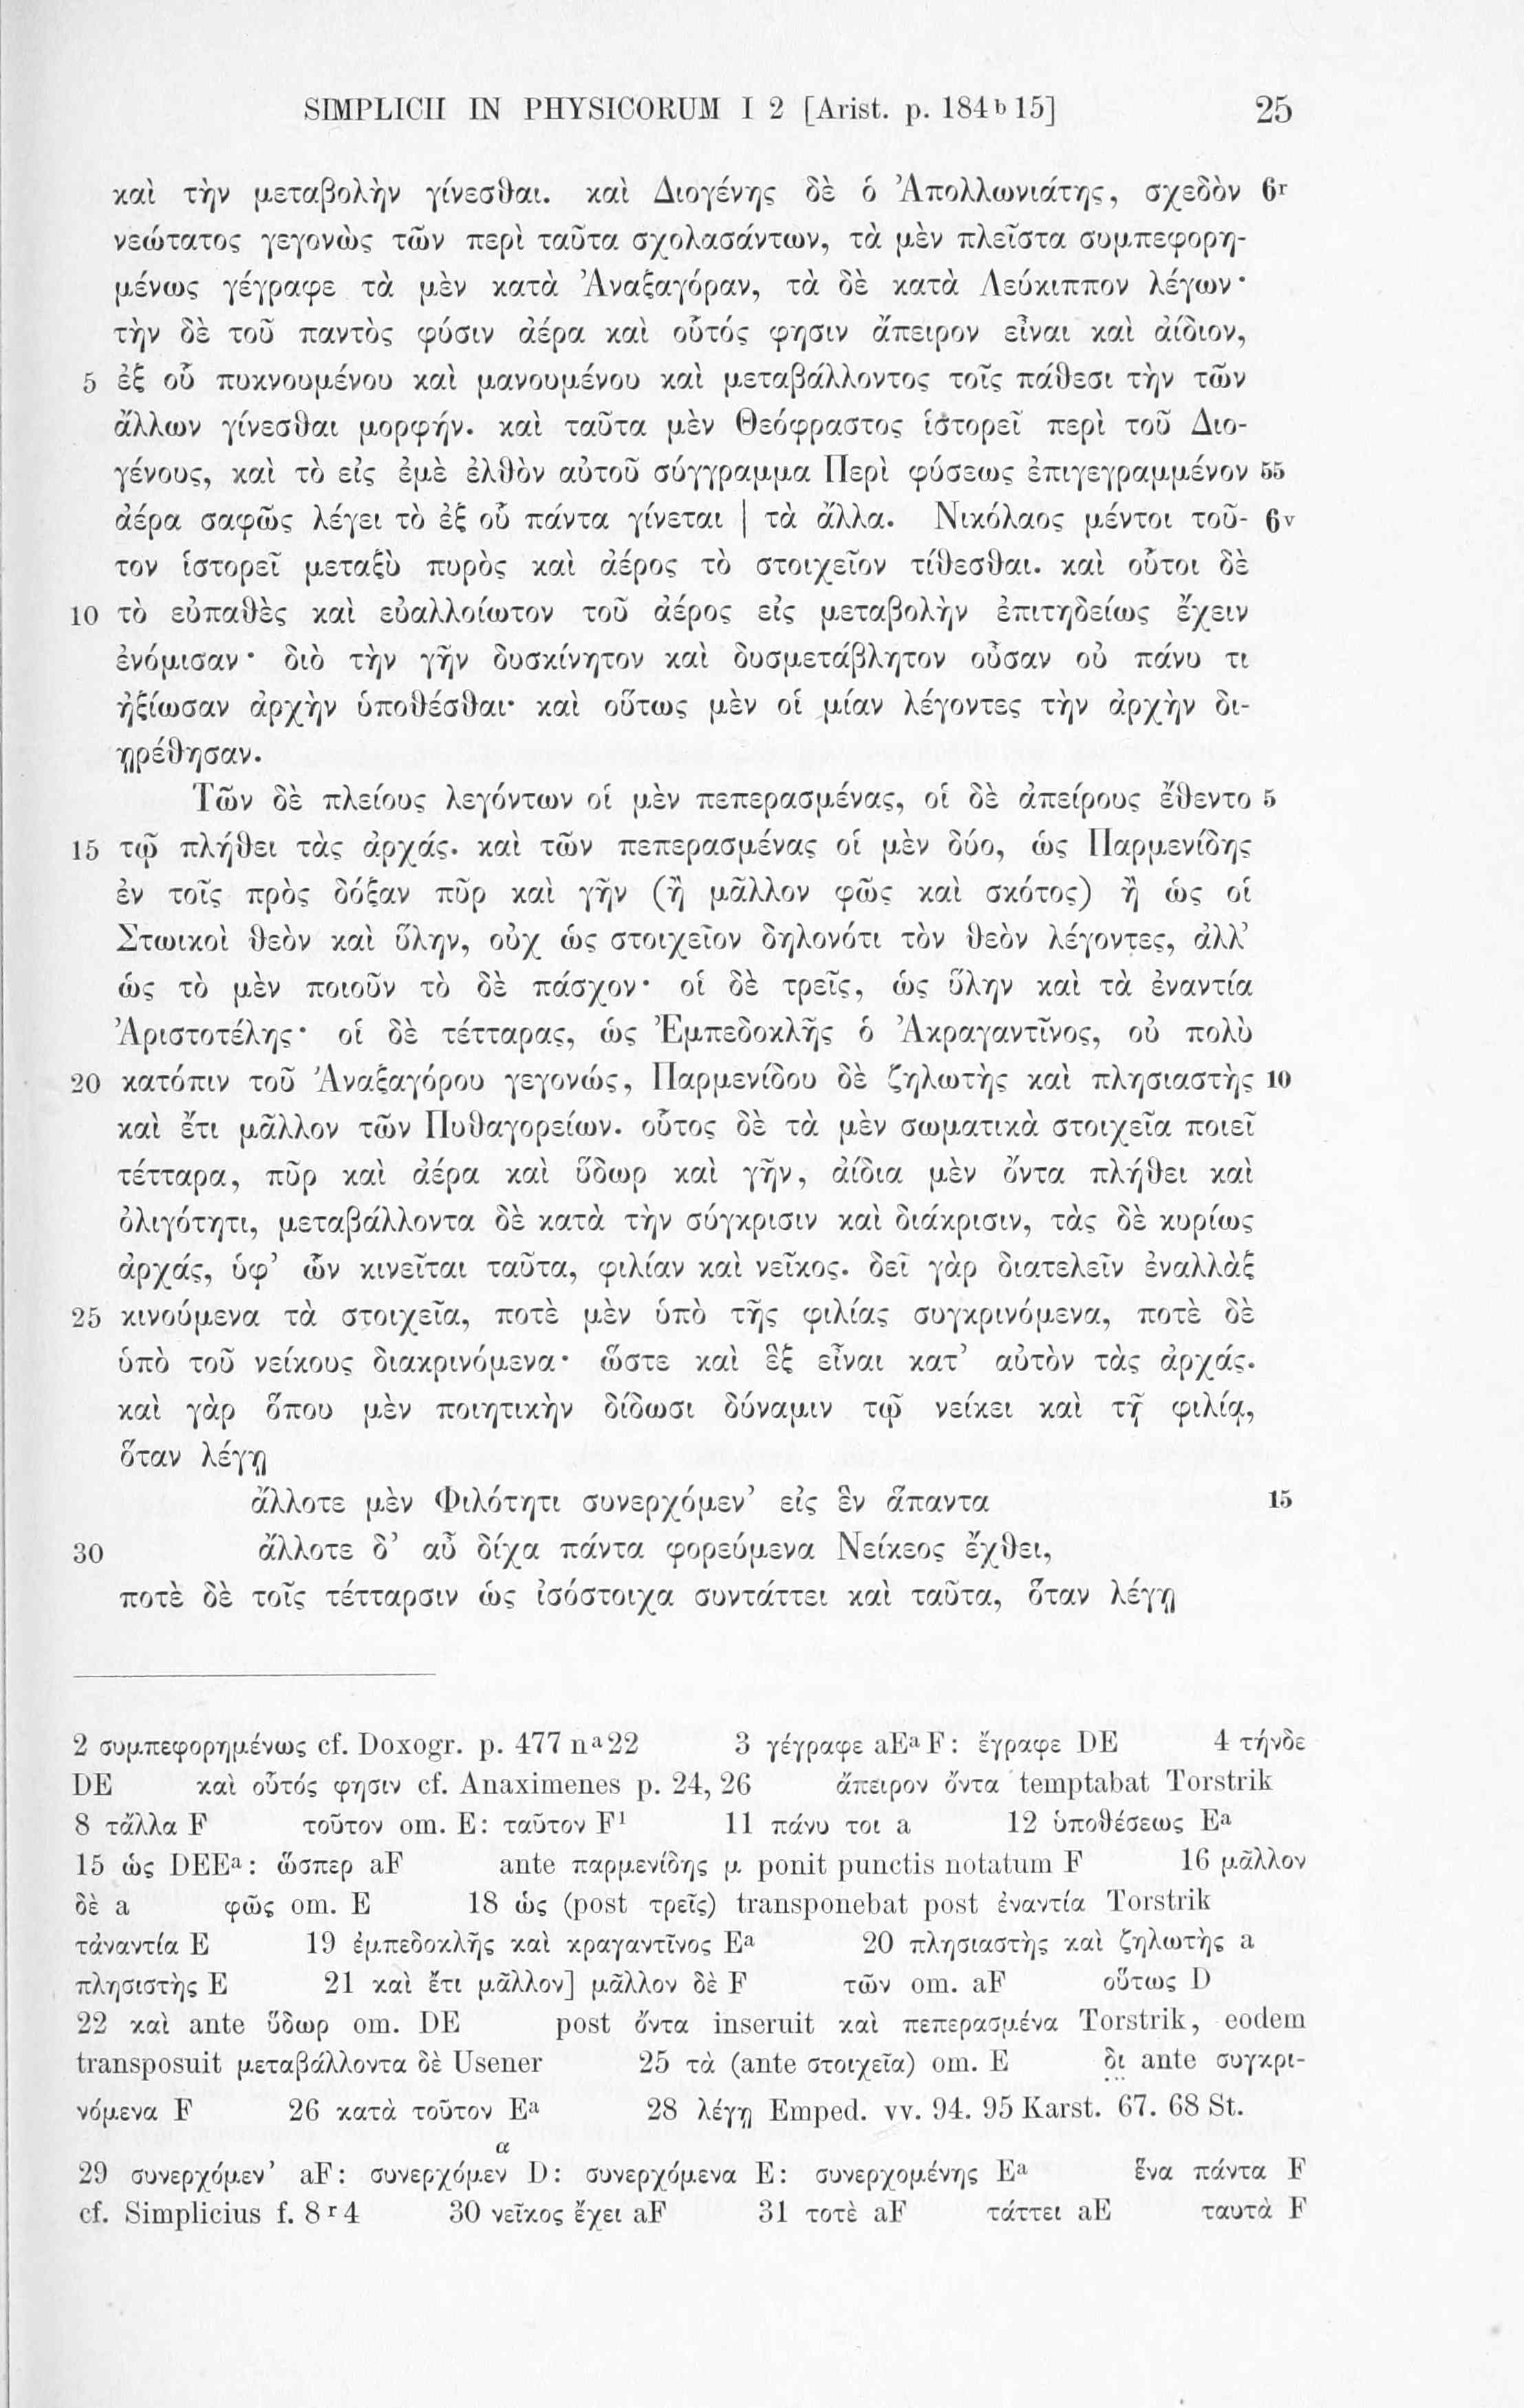 SIMPLICII IN PHYSICORUM I 2 [Arist. p. 184ᵇ15] 25
καὶ τὴν μεταβολὴν γίνεσθαι. καὶ Διογένης δὲ ὁ Ἀπολλωνιάτης, σχεδὸν 6ʳ
νεώτατος γεγονὼς τῶν περὶ ταῦτα σχολασάντων, τὰ μὲν πλεῖστα συμπεφορη-
μένως γέγραφε τὰ μὲν κατὰ Ἀναξαγόραν, τὰ δὲ κατὰ Λεύκιππον λέγων·
τὴν δὲ τοῦ παντὸς φύσιν ἀέρα καὶ οὗτός φησιν ἄπειρον εἶναι καὶ ἀίδιον,
5 ἐξ οὗ πυκνουμένου καὶ μανουμένου καὶ μεταβάλλοντος τοῖς πάθεσι τὴν τῶν
ἄλλων γίνεσθαι μορφήν. καὶ ταῦτα μὲν Θεόφραστος ἱστορεῖ περὶ τοῦ Διο-
γένους, καὶ τὸ εἰς ἐμὲ ἐλθὸν αὐτοῦ σύγγραμμα Περὶ φύσεως ἐπιγεγραμμένον 55
ἀέρα σαφῶς λέγει τὸ ἐξ οὗ πάντα γίνεται | τὰ ἄλλα. Νικόλαος μέντοι τοῦ- 6ᵛ
τον ἱστορεῖ μεταξὺ πυρὸς καὶ ἀέρος τὸ στοιχεῖον τίθεσθαι. καὶ οὗτοι δὲ
10 τὸ εὐπαθὲς καὶ εὐαλλοίωτον τοῦ ἀέρος εἰς μεταβολὴν ἐπιτηδείως ἔχειν
ἐνόμισαν· διὸ τὴν γῆν δυσκίνητον καὶ δυσμετάβλητον οὖσαν οὐ πάνυ τι
ἠξίωσαν ἀρχὴν ὑποθέσθαι· καὶ οὕτως μὲν οἱ μίαν λέγοντες τὴν ἀρχὴν δι-
ῃρέθησαν.
Τῶν δὲ πλείους λεγόντων οἱ μὲν πεπερασμένας, οἱ δὲ ἀπείρους ἔθεντο 5
15 τῷ πλήθει τὰς ἀρχάς. καὶ τῶν πεπερασμένας οἱ μὲν δύο, ὡς Παρμενίδης
ἐν τοῖς πρὸς δόξαν πῦρ καὶ γῆν (ἢ μᾶλλον φῶς καὶ σκότος) ἢ ὡς οἱ
Στωικοὶ θεὸν καὶ ὕλην, οὐχ ὡς στοιχεῖον δηλονότι τὸν θεὸν λέγοντες, ἀλλ’
ὡς τὸ μὲν ποιοῦν τὸ δὲ πάσχον· οἱ δὲ τρεῖς, ὡς ὕλην καὶ τὰ ἐναντία
Ἀριστοτέλης· οἱ δὲ τέτταρας, ὡς Ἐμπεδοκλῆς ὁ Ἀκραγαντῖνος, οὐ πολὺ
20 κατόπιν τοῦ Ἀναξαγόρου γεγονώς, Παρμενίδου δὲ ζηλωτὴς καὶ πλησιαστὴς 10
καὶ ἔτι μᾶλλον τῶν Πυθαγορείων. οὗτος δὲ τὰ μὲν σωματικὰ στοιχεῖα ποιεῖ
τέτταρα, πῦρ καὶ ἀέρα καὶ ὕδωρ καὶ γῆν, ἀίδια μὲν ὄντα πλήθει καὶ
ὀλιγότητι, μεταβάλλοντα δὲ κατὰ τὴν σύγκρισιν καὶ διάκρισιν, τὰς δὲ κυρίως
ἀρχάς, ὑφ’ ὧν κινεῖται ταῦτα, φιλίαν καὶ νεῖκος. δεῖ γὰρ διατελεῖν ἐναλλὰξ
25 κινούμενα τὰ στοιχεῖα, ποτὲ μὲν ὑπὸ τῆς φιλίας συγκρινόμενα, ποτὲ δὲ
ὑπὸ τοῦ νείκους διακρινόμενα· ὥστε καὶ ἓξ εἶναι κατ’ αὐτὸν τὰς ἀρχάς.
καὶ γὰρ ὅπου μὲν ποιητικὴν δίδωσι δύναμιν τῷ νείκει καὶ τῇ φιλίᾳ,
ὅταν λέγῃ
ἄλλοτε μὲν Φιλότητι συνερχόμεν’ εἰς ἓν ἅπαντα 15
30 ἄλλοτε δ’ αὖ δίχα πάντα φορεύμενα Νείκεος ἔχθει,
ποτὲ δὲ τοῖς τέτταρσιν ὡς ἰσόστοιχα συντάττει καὶ ταῦτα, ὅταν λέγῃ
2 συμπεφορημένως cf. Doxogr. p. 477 nᵃ22 3 γέγραφε aEᵃF: ἔγραφε DE 4 τήνδε
DE καὶ οὗτός φησιν cf. Anaximenes p. 24, 26 ἄπειρον ὄντα temptabat Torstrik
8 τἄλλα F τοῦτον om. E: ταῦτον F¹ 11 πάνυ τοι a 12 ὑποθέσεως Eᵃ
15 ὡς DEEᵃ: ὥσπερ aF ante παρμενίδης μ ponit punctis notatum F 16 μᾶλλον
δὲ a φῶς om. E 18 ὡς (post τρεῖς) transponebat post ἐναντία Torstrik
τἀναντία E 19 ἐμπεδοκλῆς καὶ κραγαντῖνος Eᵃ 20 πλησιαστὴς καὶ ζηλωτὴς a
πλησιστὴς E 21 καὶ ἔτι μᾶλλον] μᾶλλον δὲ F τῶν om. aF οὕτως D
22 καὶ ante ὕδωρ om. DE post ὄντα inseruit καὶ πεπερασμένα Torstrik, eodem
transposuit μεταβάλλοντα δὲ Usener 25 τὰ (ante στοιχεῖα) om. E δι ante συγκρι-
νόμενα F 26 κατὰ τοῦτον Eᵃ 28 λέγῃ Emped. vv. 94. 95 Karst. 67. 68 St.
α
29 συνερχόμεν’ aF: συνερχόμεν D: συνερχόμενα E: συνερχομένης Eᵃ ἕνα πάντα F
cf. Simplicius f. 8ʳ4 30 νεῖκος ἔχει aF 31 τοτὲ aF τάττει aE ταυτὰ F